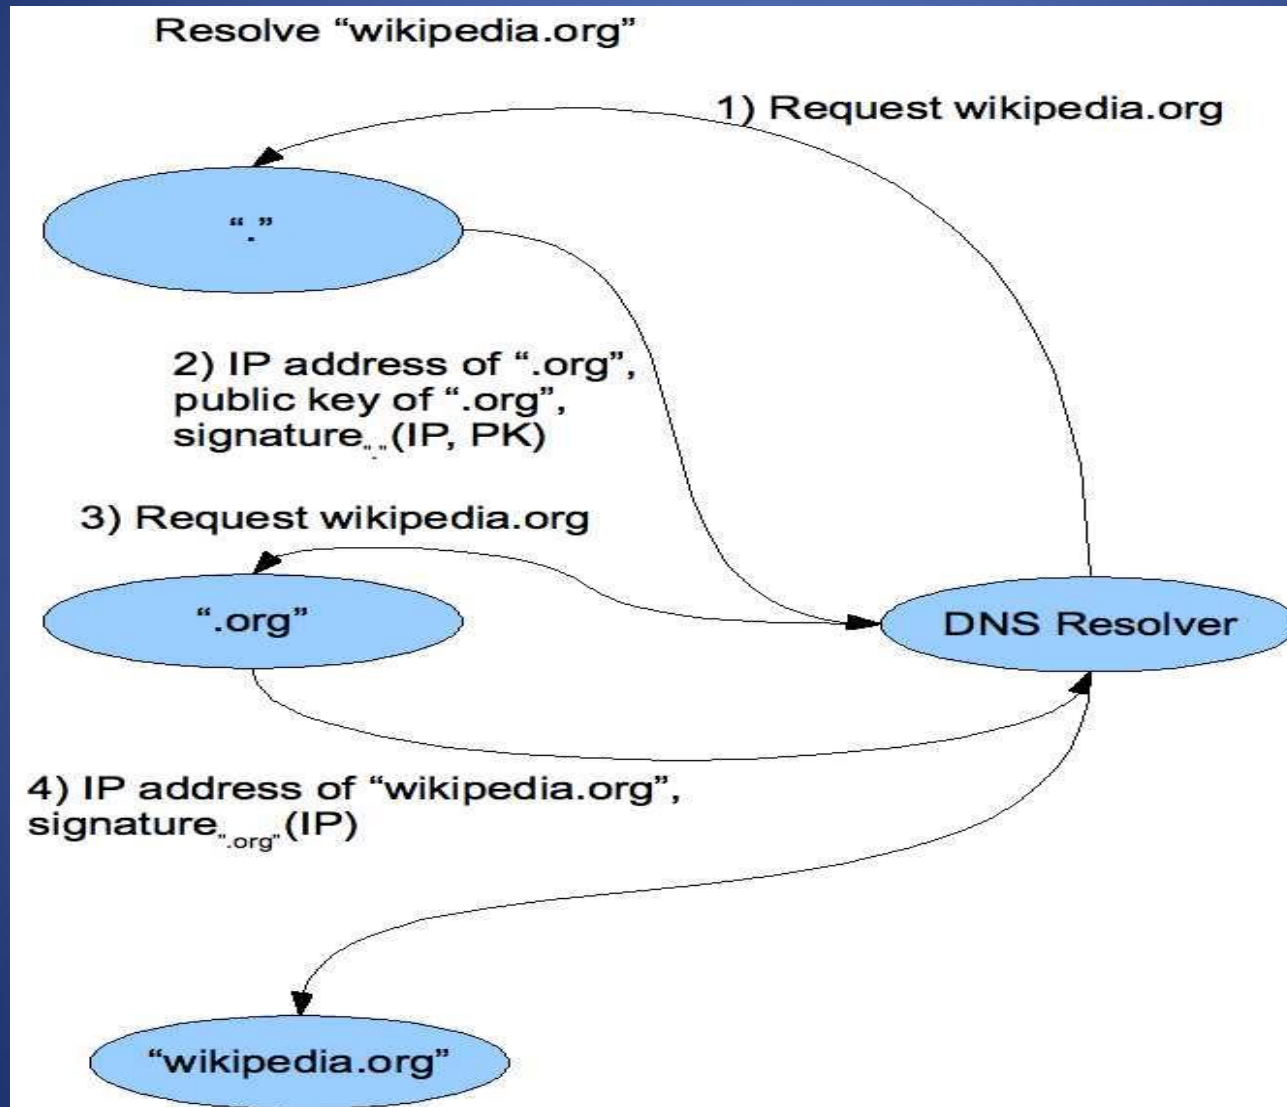 Resolve “wikipedia.org”
1) Request wikipedia.org
“.”
2) IP address of “.org”,
public key of “.org”,
signature“.”(IP, PK)
3) Request wikipedia.org
“.org”
DNS Resolver
4) IP address of “wikipedia.org”,
signature“.org”(IP)
“wikipedia.org”